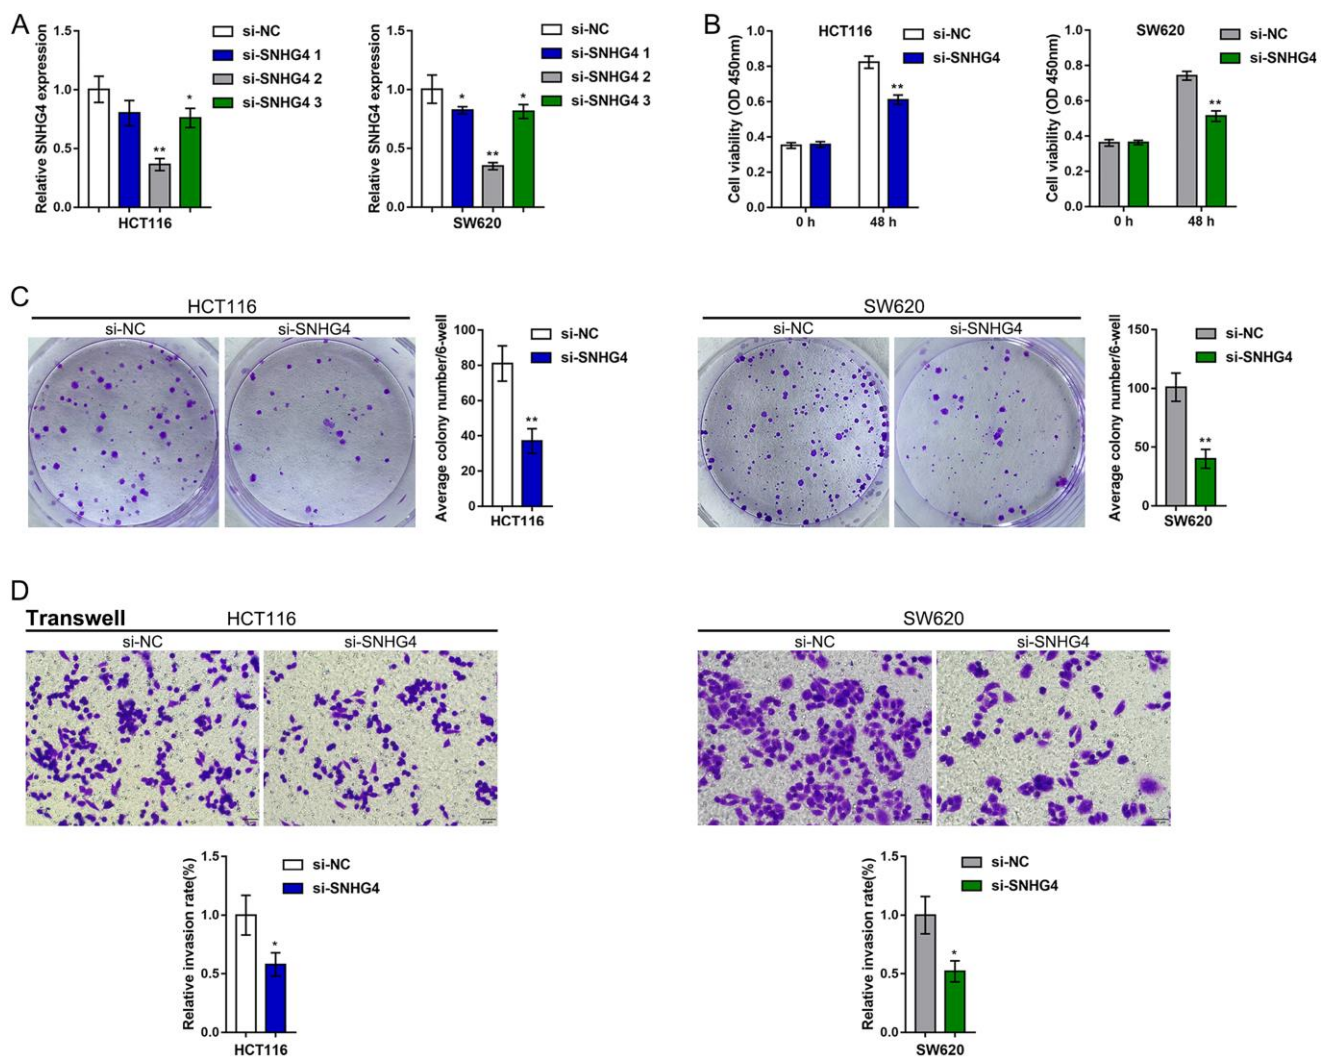 A
Relative SNHG4 expression
1.5
1.0
0.5
0.0
*
**
HCT116
si-NC
si-SNHG4 1
si-SNHG4 2
si-SNHG4 3
Relative SNHG4 expression
1.5
1.0
0.5
0.0
*
**
*
SW620
si-NC
si-SNHG4 1
si-SNHG4 2
si-SNHG4 3
B
HCT116
Cell viability (OD 450nm)
1.0
0.8
0.6
0.4
0.2
0.0
**
0 h
48 h
si-NC
si-SNHG4
SW620
Cell viability (OD 450nm)
1.0
0.8
0.6
0.4
0.2
0.0
**
0 h
48 h
si-NC
si-SNHG4
C
HCT116
si-NC
si-SNHG4
Average colony number/6-well
100
80
60
40
20
0
**
HCT116
si-NC
si-SNHG4
SW620
si-NC
si-SNHG4
Average colony number/6-well
150
100
50
0
**
SW620
si-NC
si-SNHG4
D
Transwell
HCT116
si-NC
si-SNHG4
SW620
si-NC
si-SNHG4
Relative invasion rate(%)
1.5
1.0
0.5
0.0
*
HCT116
si-NC
si-SNHG4
Relative invasion rate(%)
1.5
1.0
0.5
0.0
*
SW620
si-NC
si-SNHG4